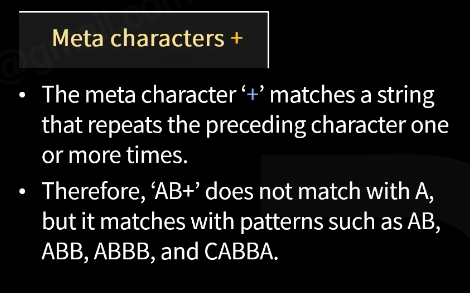 Meta characters +
• The meta character ‘+’ matches a string
that repeats the preceding character one
or more times.
• Therefore, ‘AB+’ does not match with A,
but it matches with patterns such as AB,
ABB, ABBB, and CABBA.